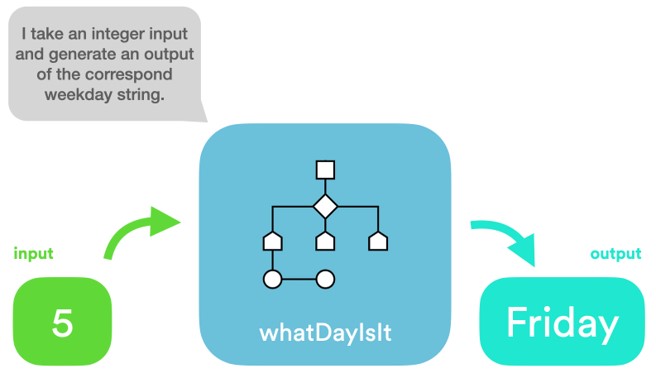 I take an integer input
and generate an output
of the correspond
weekday string.
input
output
5
whatDayIsIt
Friday